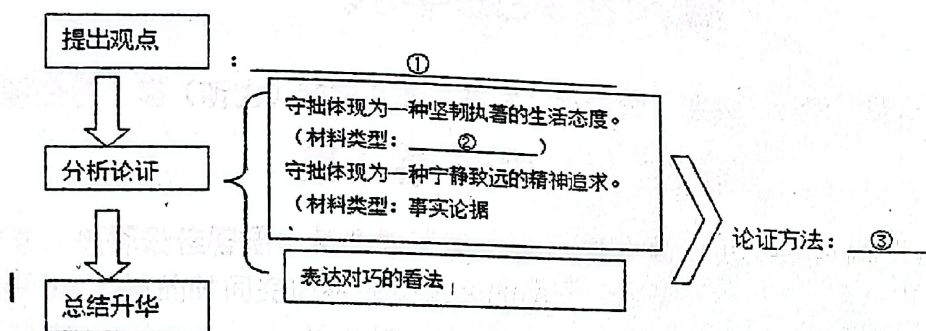 提出观点
： ①
守拙体现为一种坚韧执著的生活态度。
（材料类型： ② ）
分析论证
守拙体现为一种宁静致远的精神追求。
（材料类型：事实论据
论证方法： ③
表达对巧的看法
总结升华